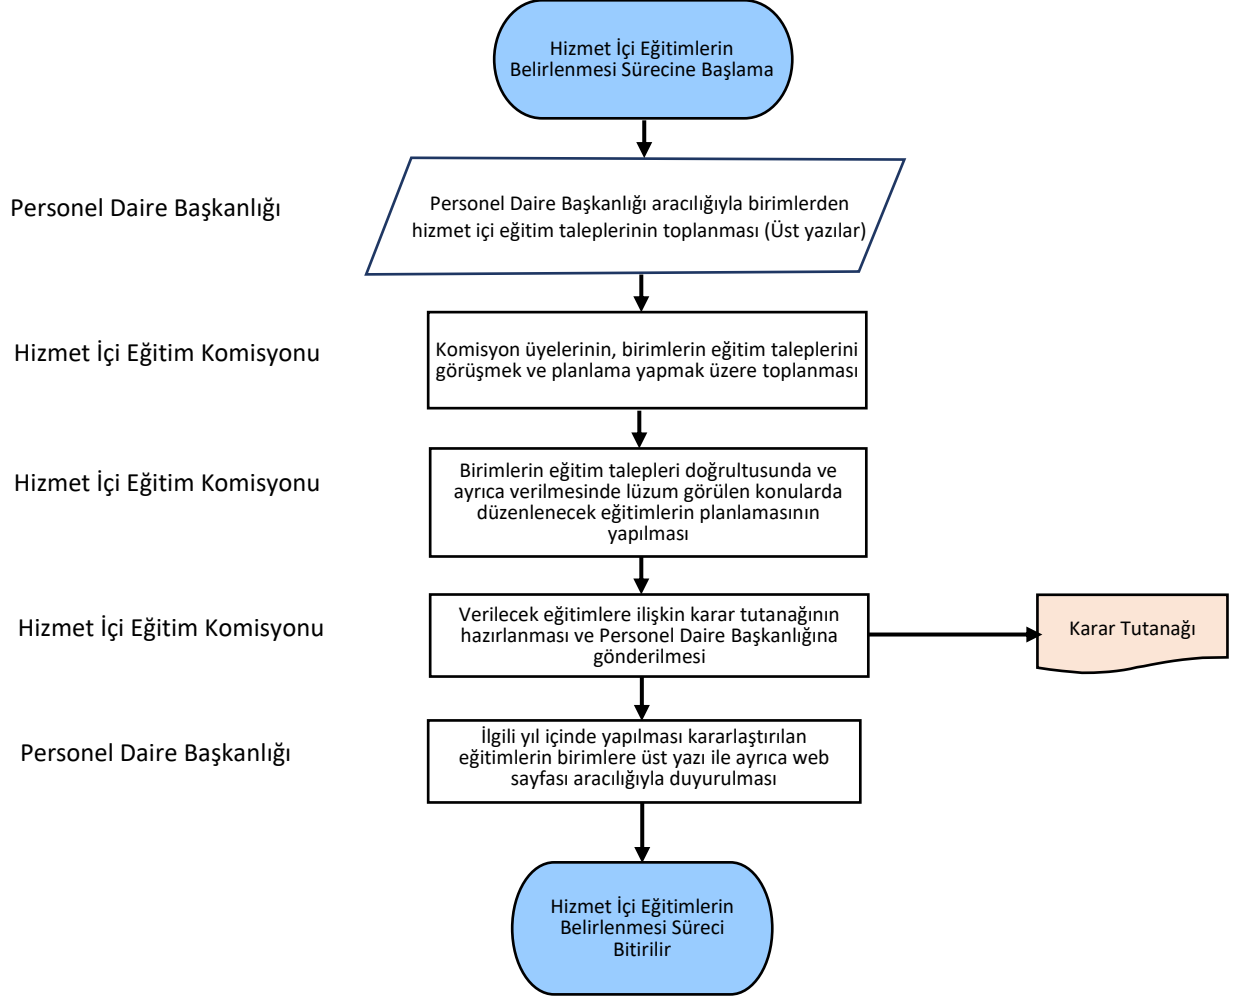 Hizmet İçi Eğitimlerin
Belirlenmesi Sürecine Başlama
Personel Daire Başkanlığı
Personel Daire Başkanlığı aracılığıyla birimlerden
hizmet içi eğitim taleplerinin toplanması (Üst yazılar)
Hizmet İçi Eğitim Komisyonu
Komisyon üyelerinin, birimlerin eğitim taleplerini
görüşmek ve planlama yapmak üzere toplanması
Hizmet İçi Eğitim Komisyonu
Birimlerin eğitim talepleri doğrultusunda ve
ayrıca verilmesinde lüzum görülen konularda
düzenlenecek eğitimlerin planlamasının
yapılması
Hizmet İçi Eğitim Komisyonu
Verilecek eğitimlere ilişkin karar tutanağının
hazırlanması ve Personel Daire Başkanlığına
gönderilmesi
Karar Tutanağı
Personel Daire Başkanlığı
İlgili yıl içinde yapılması kararlaştırılan
eğitimlerin birimlere üst yazı ile ayrıca web
sayfası aracılığıyla duyurulması
Hizmet İçi Eğitimlerin
Belirlenmesi Süreci
Bitirilir